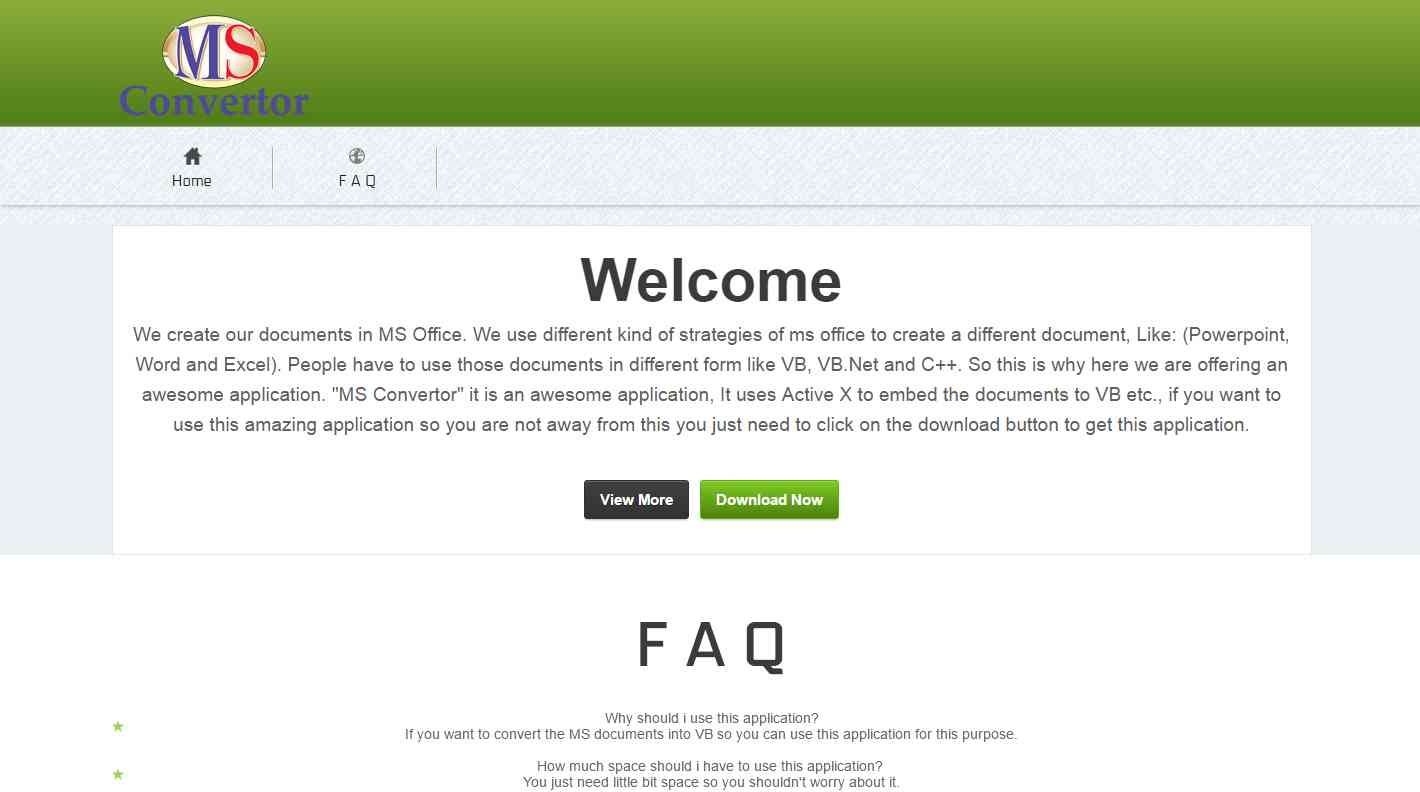 MS
Convertor
Home
F A Q
Welcome
We create our documents in MS Office. We use different kind of strategies of ms office to create a different document, Like: (Powerpoint,
Word and Excel). People have to use those documents in different form like VB, VB.Net and C++. So this is why here we are offering an
awesome application. "MS Convertor" it is an awesome application, It uses Active X to embed the documents to VB etc., if you want to
use this amazing application so you are not away from this you just need to click on the download button to get this application.
View More
Download Now
F A Q
Why should i use this application?
If you want to convert the MS documents into VB so you can use this application for this purpose.
How much space should i have to use this application?
You just need little bit space so you shouldn't worry about it.